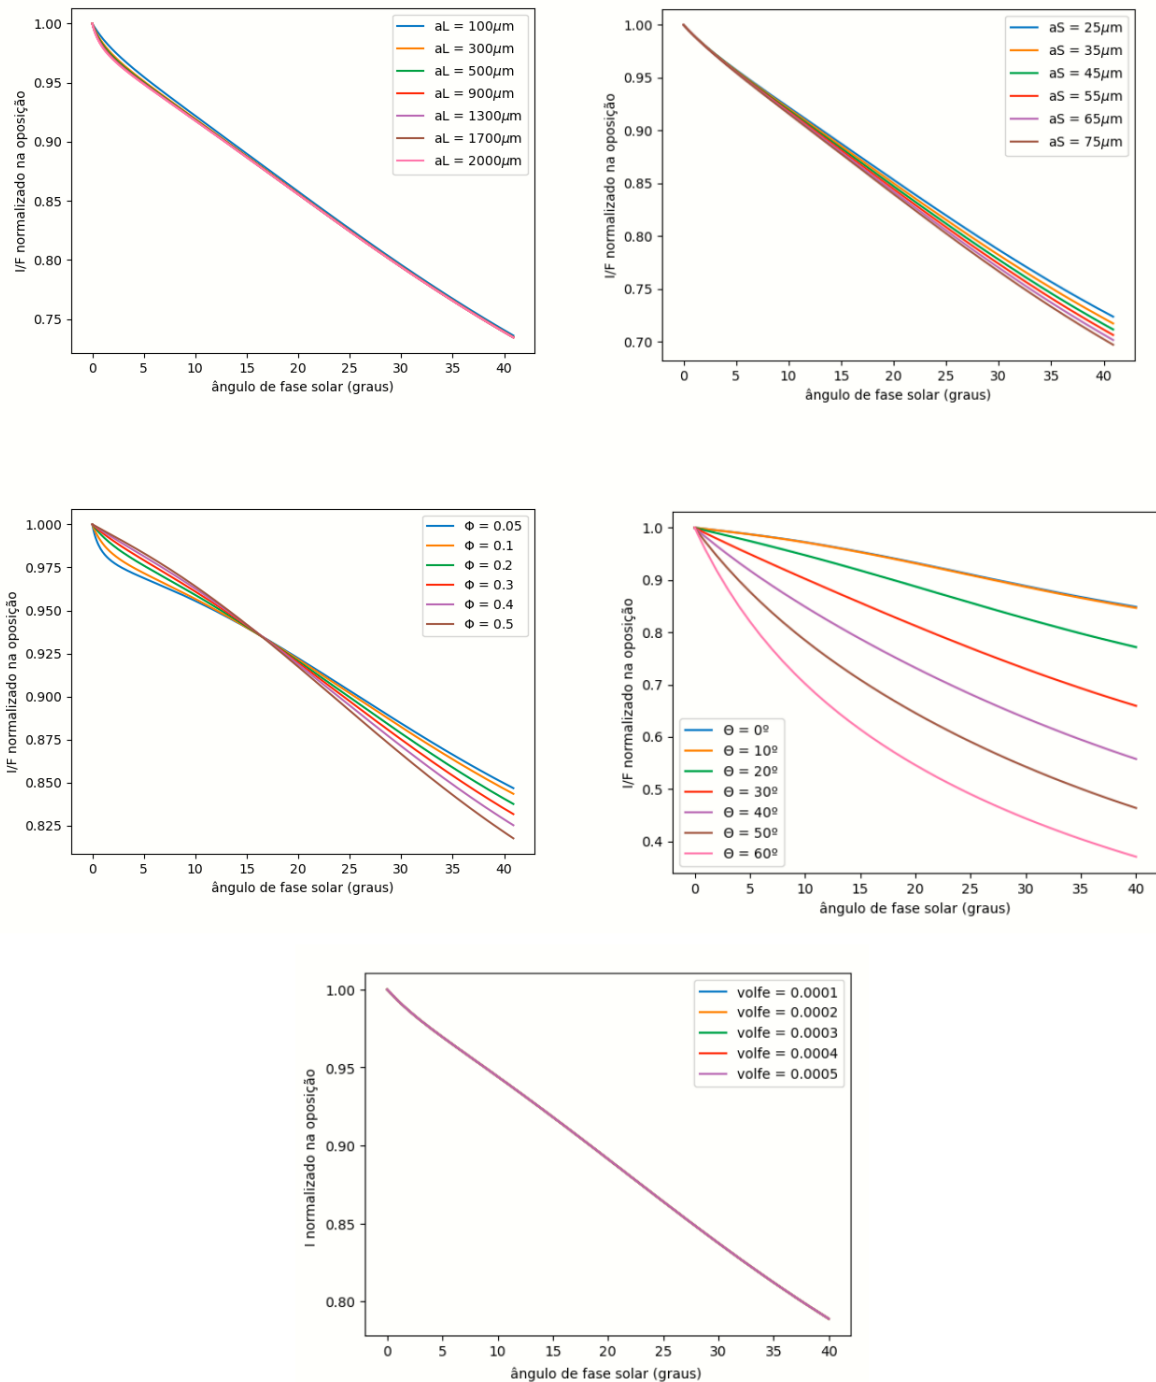 I/F normalizado na oposição
1.00
0.95
0.90
0.85
0.80
0.75
aL = 100μm
aL = 300μm
aL = 500μm
aL = 900μm
aL = 1300μm
aL = 1700μm
aL = 2000μm
0 5 10 15 20 25 30 35 40
ângulo de fase solar (graus)
I/F normalizado na oposição
1.00
0.95
0.90
0.85
0.80
0.75
0.70
aS = 25μm
aS = 35μm
aS = 45μm
aS = 55μm
aS = 65μm
aS = 75μm
0 5 10 15 20 25 30 35 40
ângulo de fase solar (graus)
I/F normalizado na oposição
1.000
0.975
0.950
0.925
0.900
0.875
0.850
0.825
Φ = 0.05
Φ = 0.1
Φ = 0.2
Φ = 0.3
Φ = 0.4
Φ = 0.5
0 5 10 15 20 25 30 35 40
ângulo de fase solar (graus)
I/F normalizado na oposição
1.0
0.9
0.8
0.7
0.6
0.5
0.4
Θ = 0º
Θ = 10º
Θ = 20º
Θ = 30º
Θ = 40º
Θ = 50º
Θ = 60º
0 5 10 15 20 25 30 35 40
ângulo de fase solar (graus)
I normalizado na oposição
1.00
0.95
0.90
0.85
0.80
volfe = 0.0001
volfe = 0.0002
volfe = 0.0003
volfe = 0.0004
volfe = 0.0005
0 5 10 15 20 25 30 35 40
ângulo de fase solar (graus)